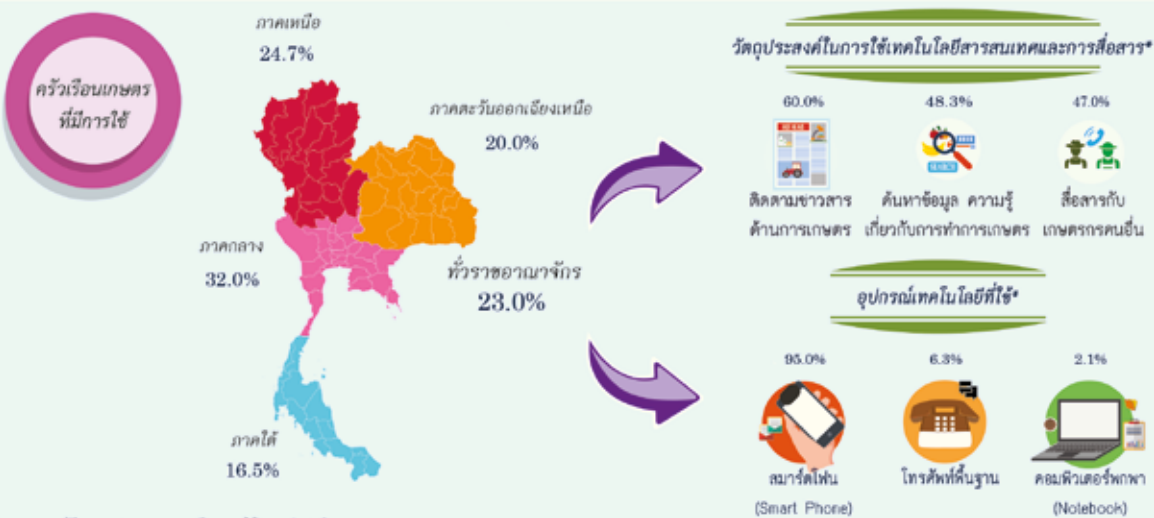 ครัวเรือนเกษตร
ที่มีการใช้
ภาคเหนือ
24.7%
ภาคตะวันออกเฉียงเหนือ
20.0%
ภาคกลาง
32.0%
ทั่วราชอาณาจักร
23.0%
ภาคใต้
16.5%
วัตถุประสงค์ในการใช้เทคโนโลยีสารสนเทศและการสื่อสาร*
60.0%
ติดตามข่าวสาร
ด้านการเกษตร
48.3%
SEARCH
ค้นหาข้อมูล ความรู้
เกี่ยวกับการทำการเกษตร
47.0%
สื่อสารกับ
เกษตรกรคนอื่น
อุปกรณ์เทคโนโลยีที่ใช้*
95.0%
สมาร์ตโฟน
(Smart Phone)
6.3%
โทรศัพท์พื้นฐาน
2.1%
คอมพิวเตอร์พกพา
(Notebook)